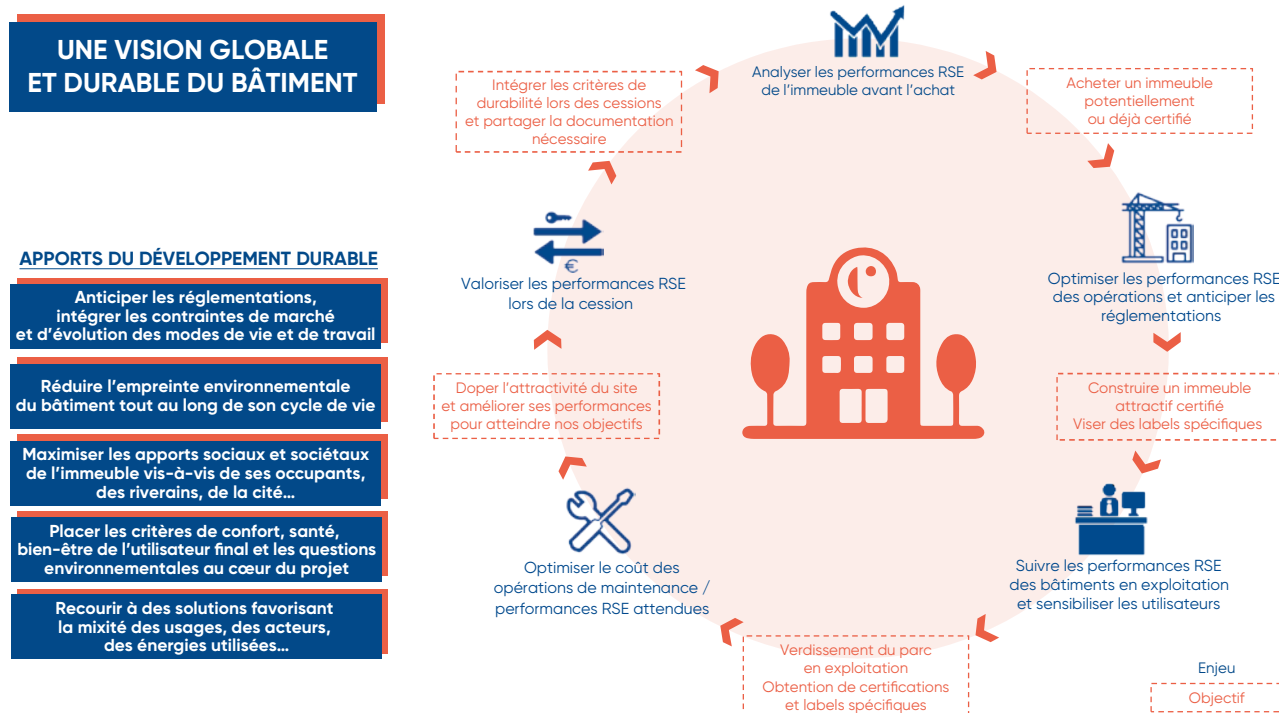 UNE VISION GLOBALE
ET DURABLE DU BÂTIMENT
APPORTS DU DÉVELOPPEMENT DURABLE
Anticiper les réglementations,
intégrer les contraintes de marché
et d'évolution des modes de vie et de travail
Réduire l'empreinte environnementale
du bâtiment tout au long de son cycle de vie
Maximiser les apports sociaux et sociétaux
de l'immeuble vis-à-vis de ses occupants,
des riverains, de la cité...
Placer les critères de confort, santé,
bien-être de l'utilisateur final et les questions
environnementales au cœur du projet
Recourir à des solutions favorisant
la mixité des usages, des acteurs,
des énergies utilisées...
Analyser les performances RSE
de l'immeuble avant l'achat
Acheter un immeuble
potentiellement
ou déjà certifié
Optimiser les performances RSE
des opérations et anticiper les
réglementations
Construire un immeuble
attractif certifié
Viser des labels spécifiques
Suivre les performances RSE
des bâtiments en exploitation
et sensibiliser les utilisateurs
Verdissement du parc
en exploitation
Obtention de certifications
et labels spécifiques
Optimiser le coût des
opérations de maintenance /
performances RSE attendues
Doper l'attractivité du site
et améliorer ses performances
pour atteindre nos objectifs
€
Valoriser les performances RSE
lors de la cession
Intégrer les critères de
durabilité lors des cessions
et partager la documentation
nécessaire
Enjeu
Objectif